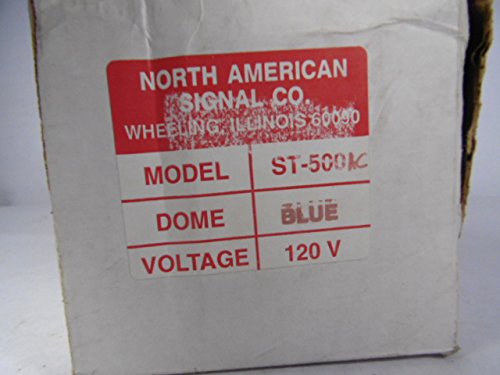 NORTH AMERICAN
SIGNAL CO.
WHEELING, ILLINOIS 60090
MODEL ST-500AC
DOME BLUE
VOLTAGE 120 V